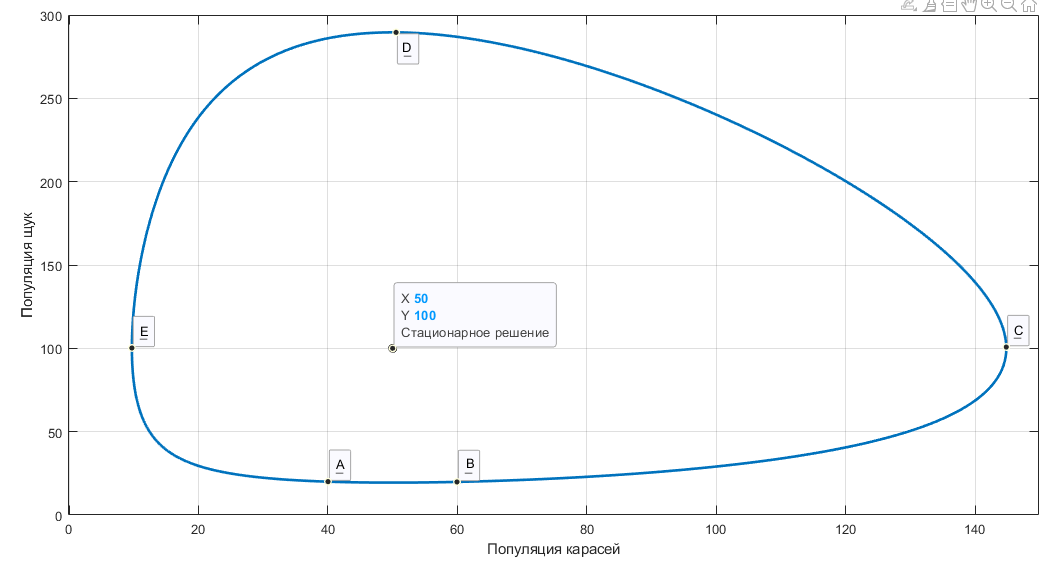 300
250
200
150
100
50
0
Популяция щук
D
X 50
Y 100
Стационарное решение
E
C
A
B
0
20
40
60
80
100
120
140
Популяция карасей